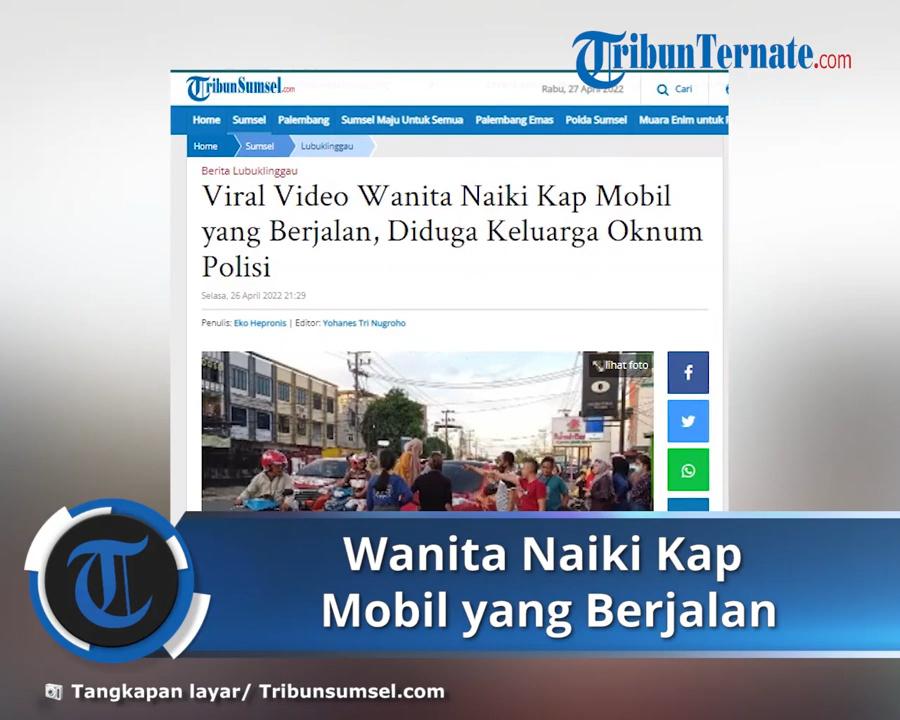 TribunTernate.com
TribunSumsel.com
Rabu, 27 April 2022
Cari
Home Sumsel Palembang Sumsel Maju Untuk Semua Palembang Emas Polda Sumsel Muara Enim untuk
Home Sumsel Lubuklinggau
Berita Lubuklinggau
Viral Video Wanita Naiki Kap Mobil
yang Berjalan, Diduga Keluarga Oknum
Polisi
Selasa, 26 April 2022 21:29
Penulis: Eko Hepronis | Editor: Yohanes Tri Nugroho
lihat foto
Wanita Naiki Kap
Mobil yang Berjalan
Tangkapan layar/ Tribunsumsel.com